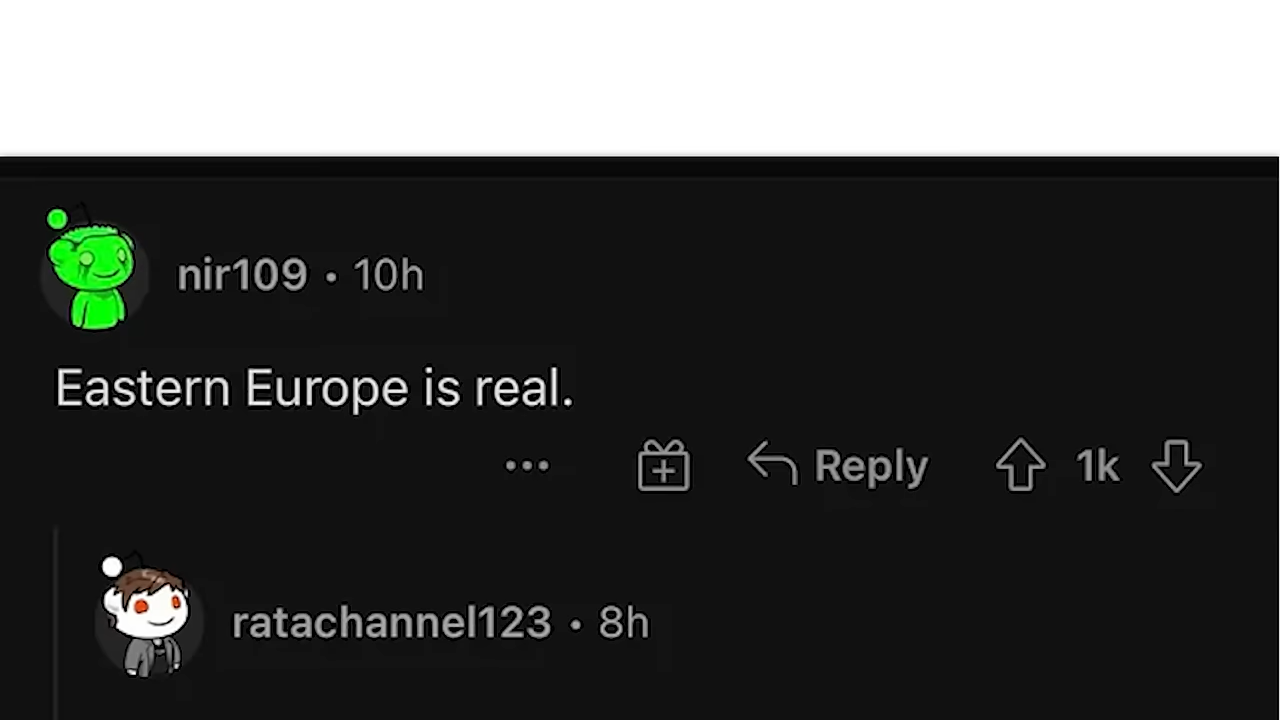 nir109 • 10h
Eastern Europe is real.
Reply 1k
ratachannel123 • 8h